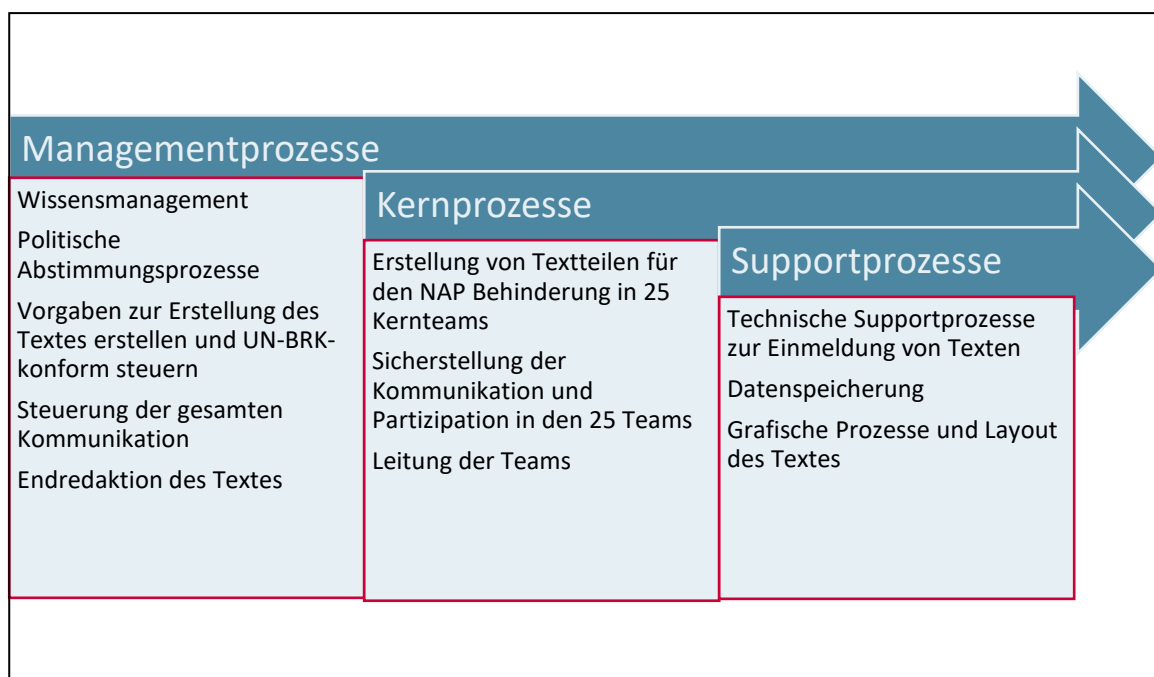 Managementprozesse
Wissensmanagement
Politische
Abstimmungsprozesse
Vorgaben zur Erstellung des
Textes erstellen und UN-BRK-
konform steuern
Steuerung der gesamten
Kommunikation
Endredaktion des Textes
Kernprozesse
Erstellung von Textteilen für
den NAP Behinderung in 25
Kernteams
Sicherstellung der
Kommunikation und
Partizipation in den 25 Teams
Leitung der Teams
Supportprozesse
Technische Supportprozesse
zur Einmeldung von Texten
Datenspeicherung
Grafische Prozesse und Layout
des Textes